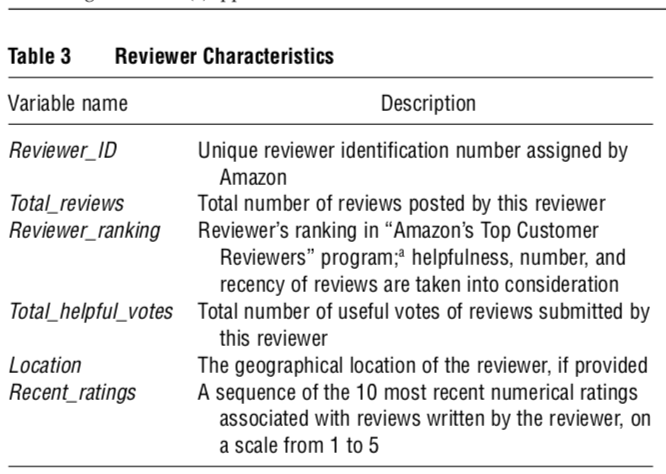 Table 3 Reviewer Characteristics
Variable name Description
Reviewer_ID Unique reviewer identification number assigned by
Amazon
Total_reviews Total number of reviews posted by this reviewer
Reviewer_ranking Reviewer's ranking in “Amazon's Top Customer
Reviewers” program;ᵃ helpfulness, number, and
recency of reviews are taken into consideration
Total_helpful_votes Total number of useful votes of reviews submitted by
this reviewer
Location The geographical location of the reviewer, if provided
Recent_ratings A sequence of the 10 most recent numerical ratings
associated with reviews written by the reviewer, on
a scale from 1 to 5